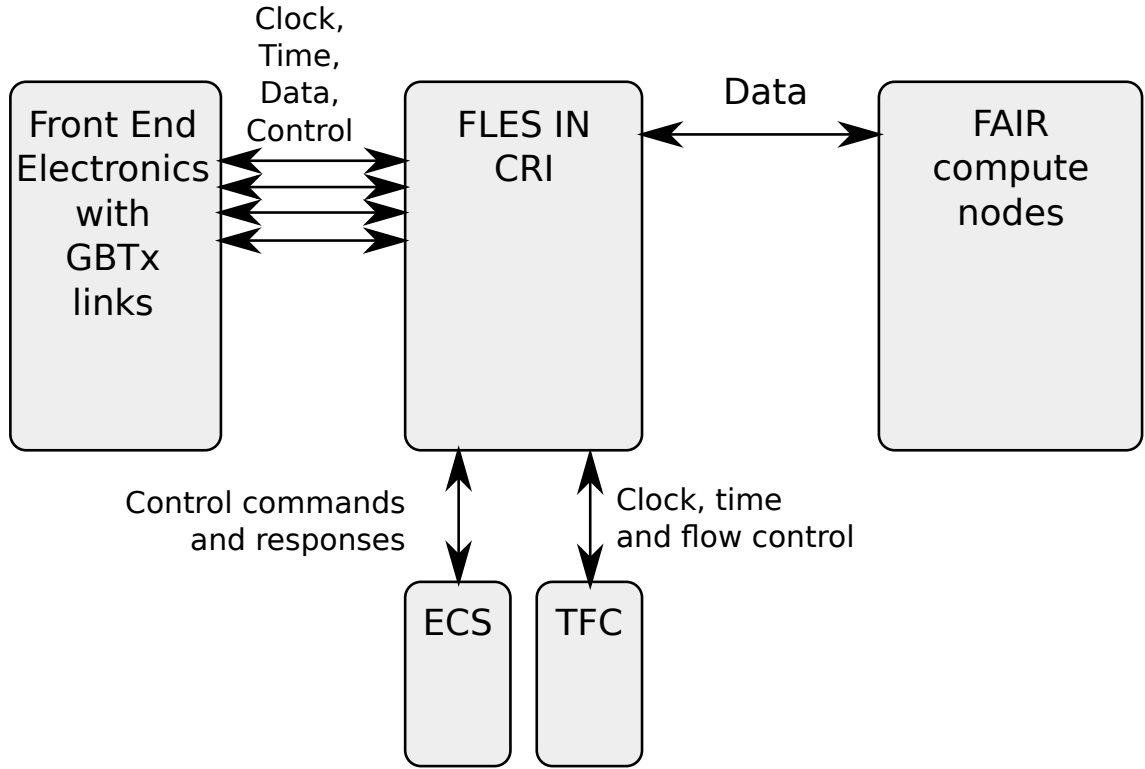 Clock,
Time,
Data,
Control
Front End
Electronics
with
GBTx
links
FLES IN
CRI
Data
FAIR
compute
nodes
Control commands
and responses
Clock, time
and flow control
ECS
TFC